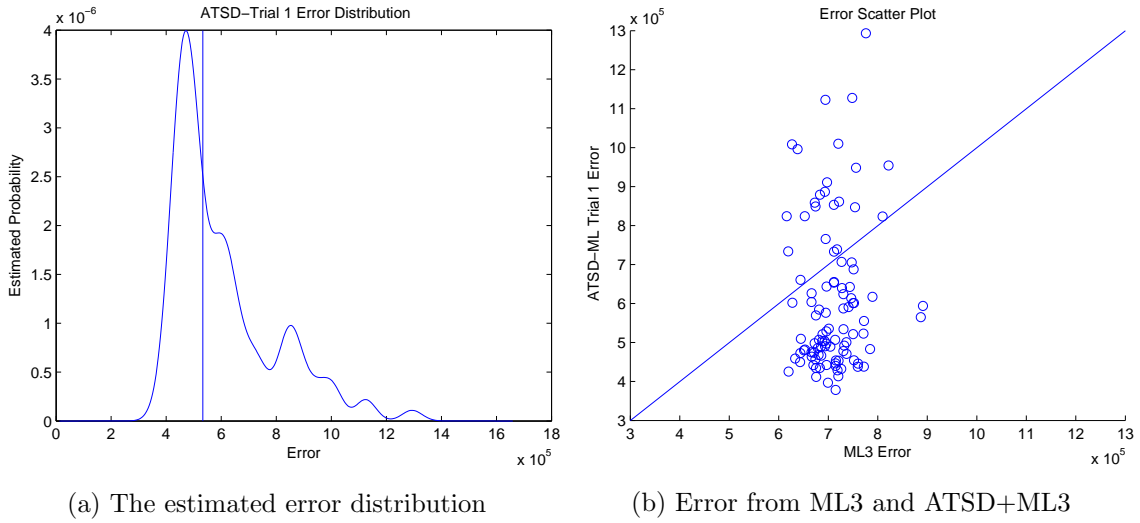 ATSD−Trial 1 Error Distribution
x 10-6
4
3.5
3
2.5
2
1.5
1
0.5
0
Estimated Probability
0 2 4 6 8 10 12 14 16 18
x 10 5
Error
(a) The estimated error distribution
Error Scatter Plot
x 10 5
13
12
11
10
9
8
7
6
5
4
3
ATSD−ML Trial 1 Error
3 4 5 6 7 8 9 10 11 12 13
x 10 5
ML3 Error
(b) Error from ML3 and ATSD+ML3